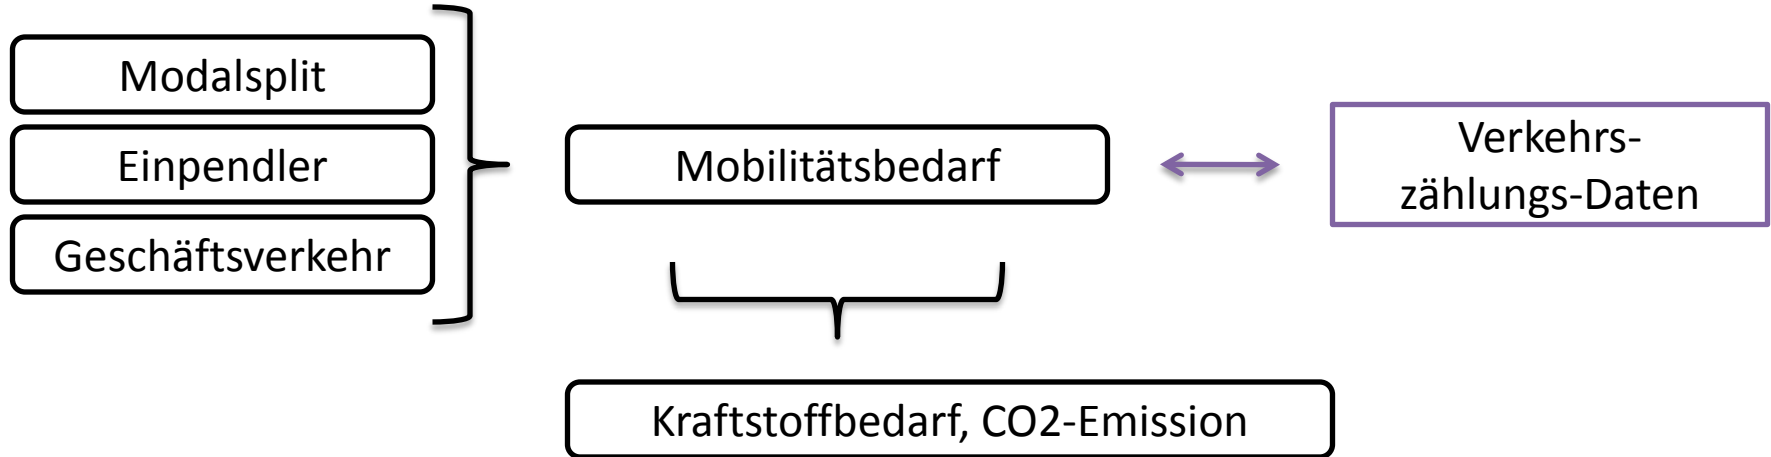 Modalsplit
Einpendler
Geschäftsverkehr
Mobilitätsbedarf
Verkehrs-
zählungs-Daten
Kraftstoffbedarf, CO2-Emission